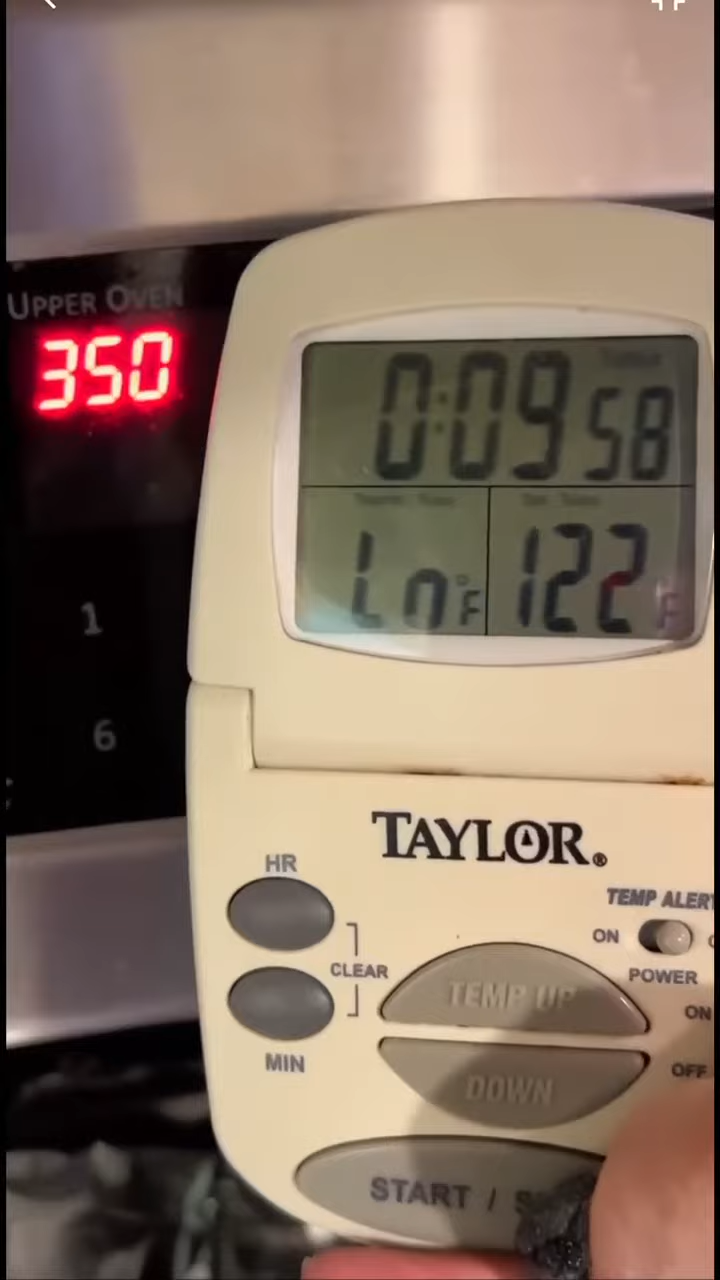 UPPER OVEN
350
0:09 58
Lo °F 122 °F
1
6
TAYLOR®
HR
TEMP ALERT
ON
CLEAR
TEMP UP
POWER
ON
MIN
DOWN
OFF
START /